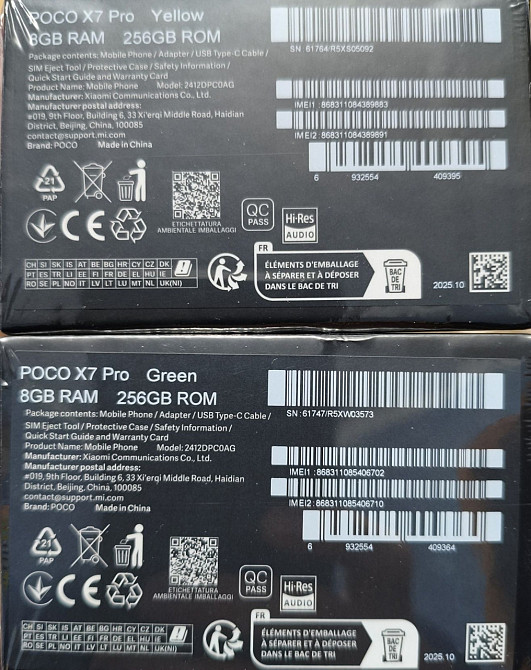 POCO X7 Pro Yellow
8GB RAM 256GB ROM
Package contents: Mobile Phone / Adapter / USB Type-C Cable /
SIM Eject Tool / Protective Case / Safety Information /
Quick Start Guide and Warranty Card
Product Name: Mobile Phone Model: 2412DPC0AG
Manufacturer: Xiaomi Communications Co., Ltd.
Manufacturer postal address:
#019, 9th Floor, Building 6, 33 Xi'erqi Middle Road, Haidian
District, Beijing, China, 100085
contact@support.mi.com
Brand: POCO Made in China
SN :61764/R5XS05092
IMEI1 :868311084389883
IMEI2 :868311084389891
6 932554 409395
21
PAP
CE
ETICHETTATURA
AMBIENTALE IMBALLAGGI
QC
PASS
Hi-Res
AUDIO
CH SI SK IS AT BE BG HR CY CZ DK
PT ES TR LI EE FI FR DE EL HU IE
RO SE PL NO IT LV LT LU MT NL UK(NI)
FR
ÉLÉMENTS D'EMBALLAGE
À SÉPARER ET À DÉPOSER
DANS LE BAC DE TRI
BAC
DE
TRI
2025.10
POCO X7 Pro Green
8GB RAM 256GB ROM
Package contents: Mobile Phone / Adapter / USB Type-C Cable /
SIM Eject Tool / Protective Case / Safety Information /
Quick Start Guide and Warranty Card
Product Name: Mobile Phone Model: 2412DPC0AG
Manufacturer: Xiaomi Communications Co., Ltd.
Manufacturer postal address:
#019, 9th Floor, Building 6, 33 Xi'erqi Middle Road, Haidian
District, Beijing, China, 100085
contact@support.mi.com
Brand: POCO Made in China
SN :61747/R5XW03573
IMEI1 :868311085406702
IMEI2 :868311085406710
6 932554 409364
21
PAP
CE
ETICHETTATURA
AMBIENTALE IMBALLAGGI
QC
PASS
Hi-Res
AUDIO
CH SI SK IS AT BE BG HR CY CZ DK
PT ES TR LI EE FI FR DE EL HU IE
RO SE PL NO IT LV LT LU MT NL UK(NI)
FR
ÉLÉMENTS D'EMBALLAGE
À SÉPARER ET À DÉPOSER
DANS LE BAC DE TRI
BAC
DE
TRI
2025.10